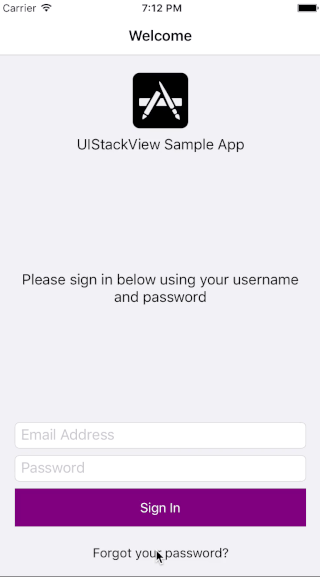 Carrier 7:12 PM
Welcome
UIStackView Sample App
Please sign in below using your username
and password
Email Address
Password
Sign In
Forgot your password?